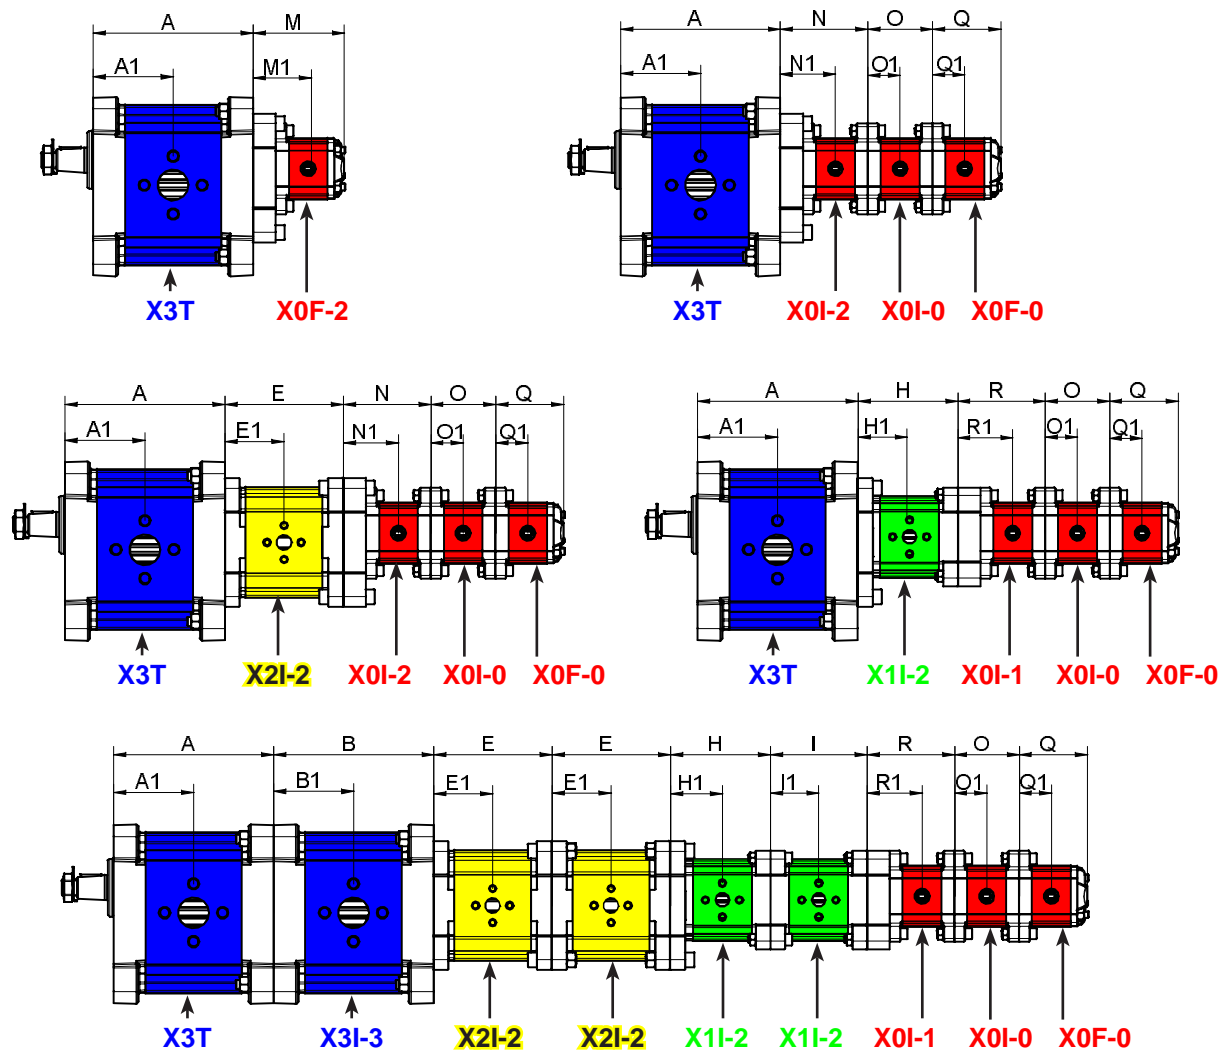 A M
A1 M1
X3T X0F-2
A N O Q
A1 N1 O1 Q1
X3T X0I-2 X0I-0 X0F-0
A E N O Q
A1 E1 N1 O1 Q1
X3T X2I-2 X0I-2 X0I-0 X0F-0
A H R O Q
A1 H1 R1 O1 Q1
X3T X1I-2 X0I-1 X0I-0 X0F-0
A B E E H I R O Q
A1 B1 E1 E1 H1 I1 R1 O1 Q1
X3T X3I-3 X2I-2 X2I-2 X1I-2 X1I-2 X0I-1 X0I-0 X0F-0